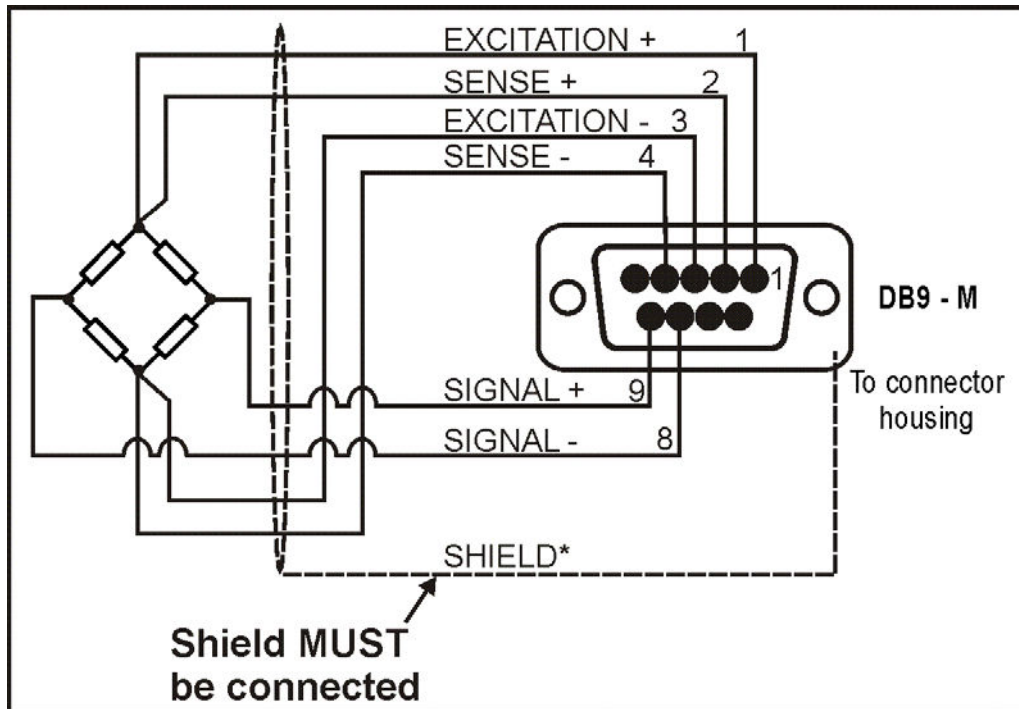 EXCITATION + 1
SENSE + 2
EXCITATION - 3
SENSE - 4
1
DB9 - M
To connector
housing
SIGNAL + 9
SIGNAL - 8
SHIELD*
Shield MUST
be connected